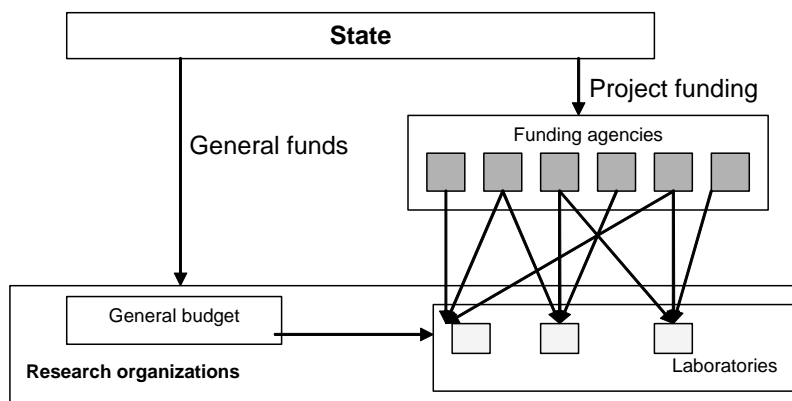 State
Project funding
Funding agencies
General funds
General budget
Laboratories
Research organizations